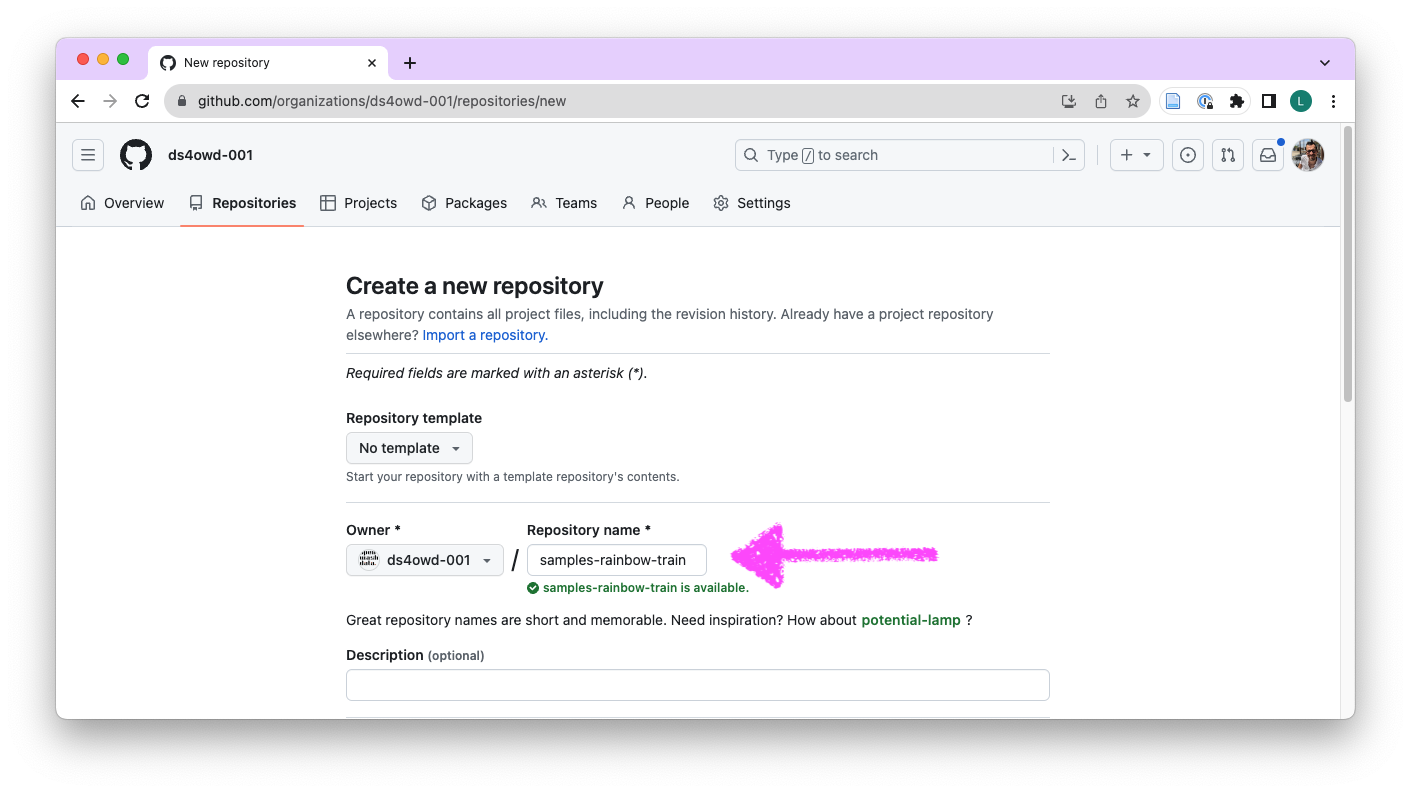 New repository
github.com/organizations/ds4owd-001/repositories/new
L
ds4owd-001
Type / to search
Overview
Repositories
Projects
Packages
Teams
People
Settings
Create a new repository
A repository contains all project files, including the revision history. Already have a project repository
elsewhere? Import a repository.
Required fields are marked with an asterisk (*).
Repository template
No template
Start your repository with a template repository's contents.
Owner *
Repository name *
ds4owd-001
/
samples-rainbow-train
samples-rainbow-train is available.
Great repository names are short and memorable. Need inspiration? How about potential-lamp ?
Description (optional)